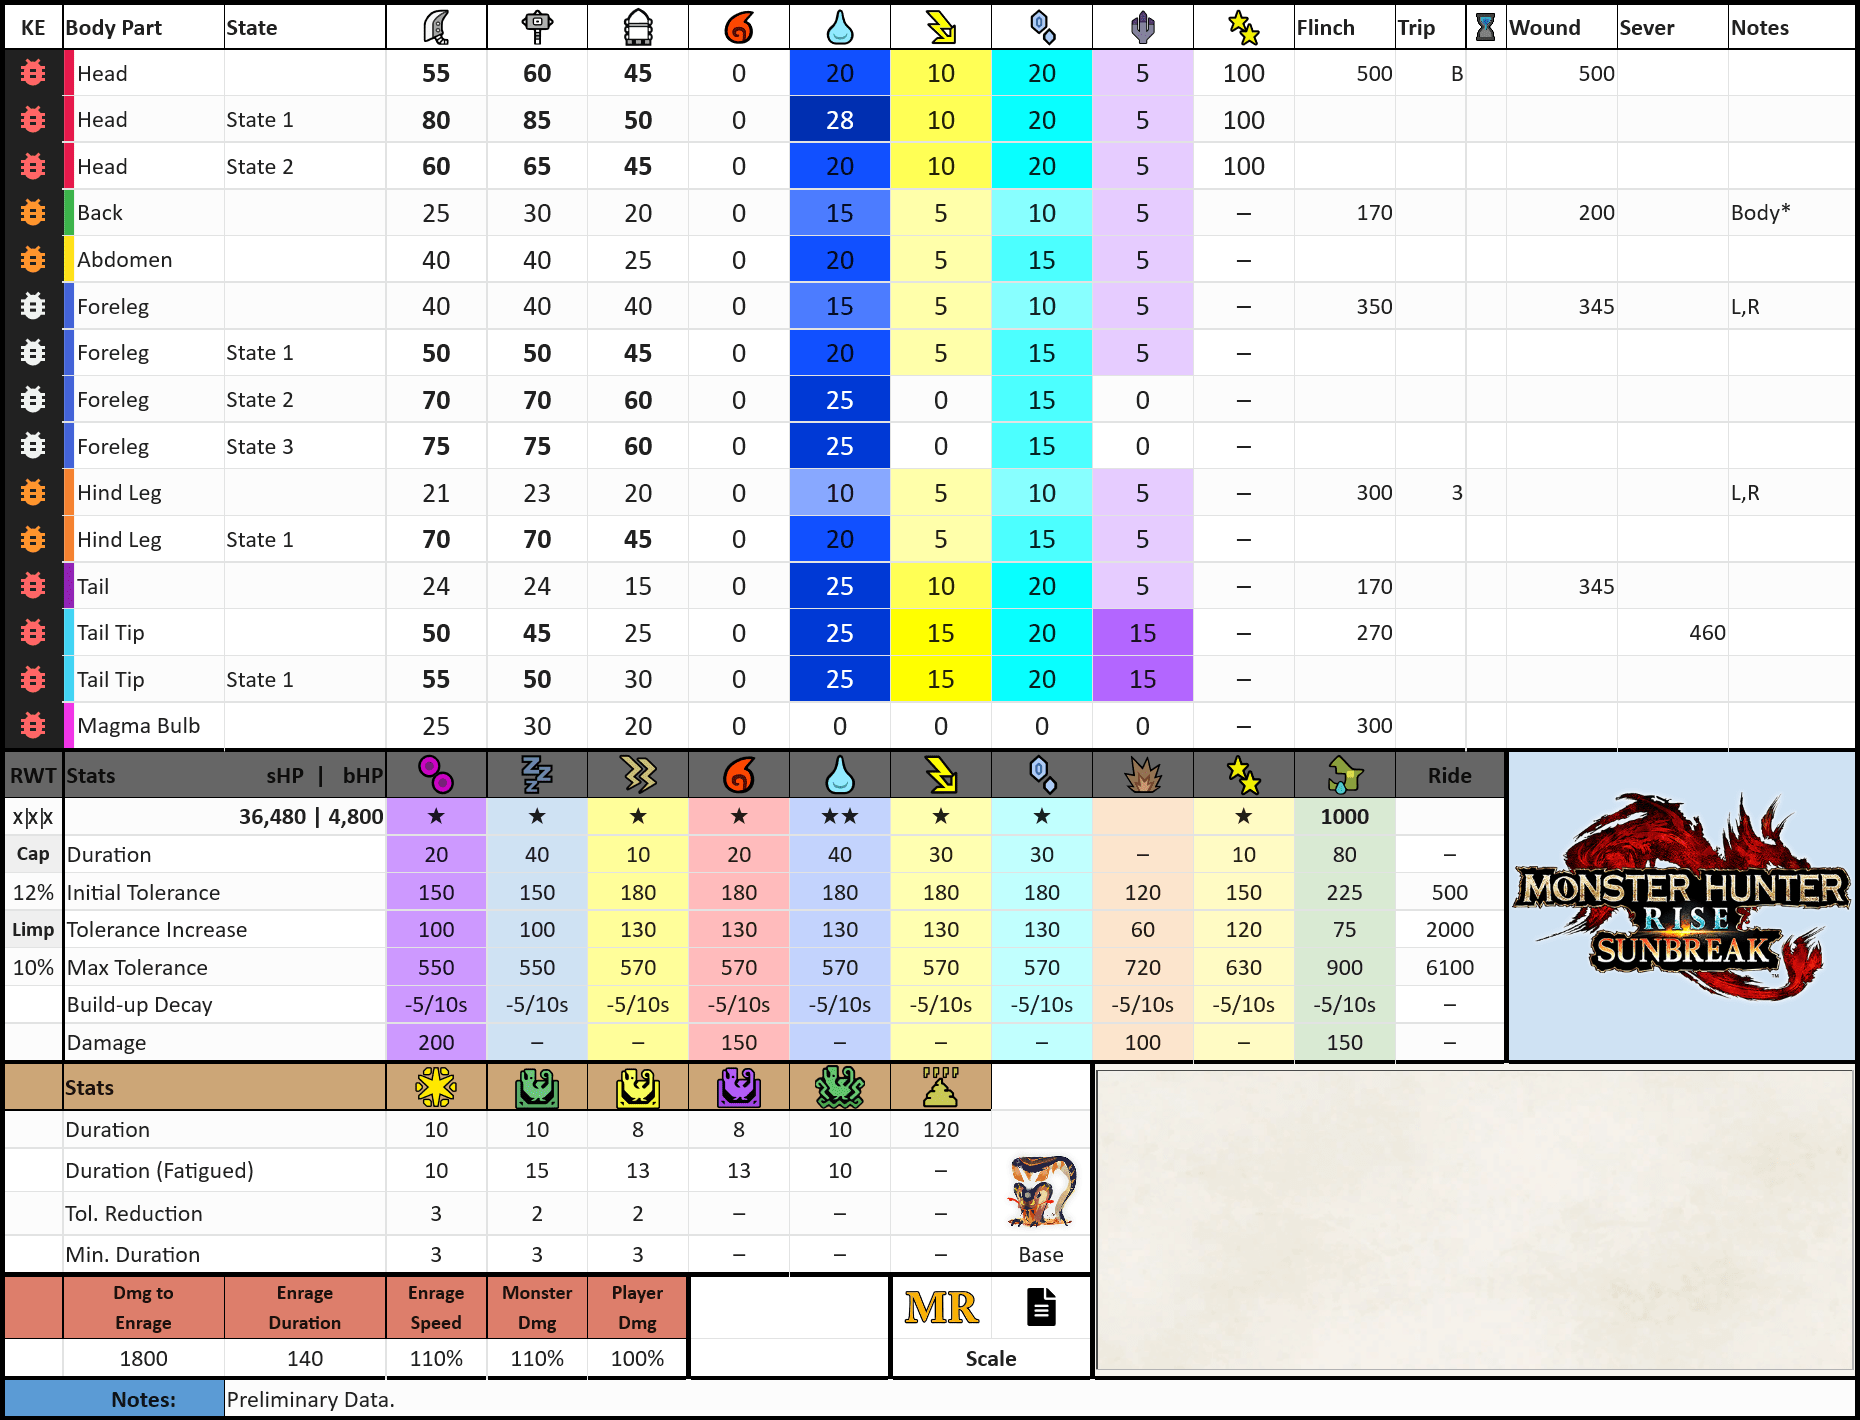 KE Body Part State Flinch Trip Wound Sever Notes
Head 55 60 45 0 20 10 20 5 100 500 B 500
Head State 1 80 85 50 0 28 10 20 5 100
Head State 2 60 65 45 0 20 10 20 5 100
Back 25 30 20 0 15 5 10 5 – 170 200 Body*
Abdomen 40 40 25 0 20 5 15 5 –
Foreleg 40 40 40 0 15 5 10 5 – 350 345 L,R
Foreleg State 1 50 50 45 0 20 5 15 5 –
Foreleg State 2 70 70 60 0 25 0 15 0 –
Foreleg State 3 75 75 60 0 25 0 15 0 –
Hind Leg 21 23 20 0 10 5 10 5 – 300 3 L,R
Hind Leg State 1 70 70 45 0 20 5 15 5 –
Tail 24 24 15 0 25 10 20 5 – 170 345
Tail Tip 50 45 25 0 25 15 20 15 – 270 460
Tail Tip State 1 55 50 30 0 25 15 20 15 –
Magma Bulb 25 30 20 0 0 0 0 0 – 300
RWT Stats sHP | bHP Ride
x|x|x 36,480 | 4,800 ★ ★ ★ ★ ★★ ★ ★ ★ 1000
Cap Duration 20 40 10 20 40 30 30 – 10 80 –
12% Initial Tolerance 150 150 180 180 180 180 180 120 150 225 500
Limp Tolerance Increase 100 100 130 130 130 130 130 60 120 75 2000
10% Max Tolerance 550 550 570 570 570 570 570 720 630 900 6100
Build-up Decay -5/10s -5/10s -5/10s -5/10s -5/10s -5/10s -5/10s -5/10s -5/10s -5/10s –
Damage 200 – – 150 – – – 100 – 150 –
MONSTER HUNTER
RISE
SUNBREAK™
Stats
Duration 10 10 8 8 10 120
Duration (Fatigued) 10 15 13 13 10 –
Tol. Reduction 3 2 2 – – –
Min. Duration 3 3 3 – – – Base
Dmg to Enrage Enrage Monster Player
Enrage Duration Speed Dmg Dmg
MR
1800 140 110% 110% 100% Scale
Notes: Preliminary Data.